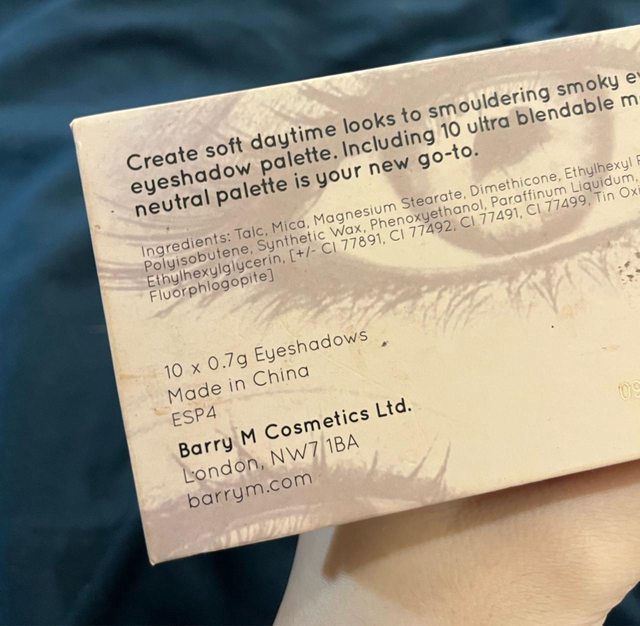 Create soft daytime looks to smouldering smoky
eyeshadow palette. Including 10 ultra blendable
neutral palette is your new go-to.
Ingredients: Talc, Mica, Magnesium Stearate, Dimethicone, Ethylhexyl
Polyisobutene, Synthetic Wax, Phenoxyethanol, Paraffinum Liquidum,
Ethylhexylglycerin, [+/- CI 77891, CI 77492, CI 77491, CI 77499, Tin
Fluorphlogopite]
10 x 0.7g Eyeshadows
Made in China
ESP4
Barry M Cosmetics Ltd.
London, NW7 1BA
barrym.com